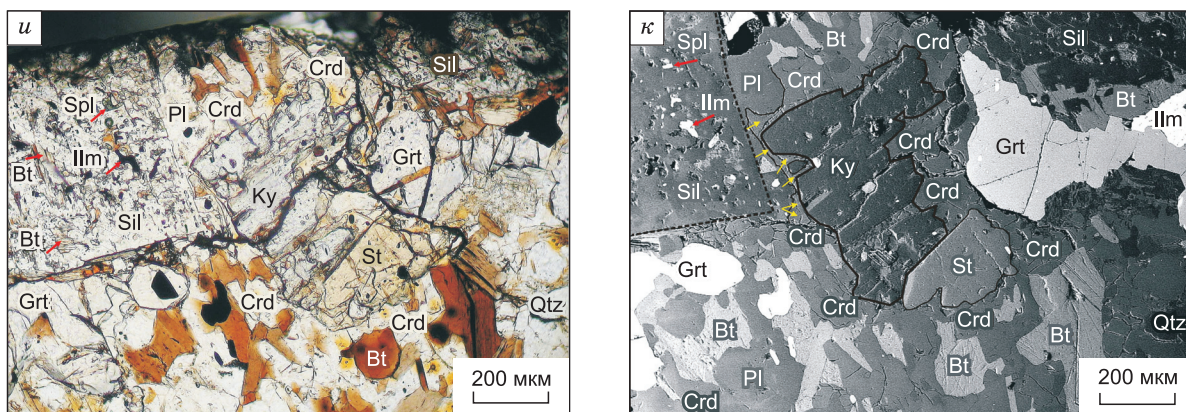 и
Spl
Pl
Crd
Crd
Sil
Ilm
Bt
Grt
Ky
Sil
Bt
St
Grt
Crd
Crd
Qtz
Bt
200 мкм
к
Spl
Bt
Crd
Sil
Pl
Crd
Ilm
Bt
Ilm
Ky
Crd
Grt
Sil
Crd
Crd
Crd
St
Grt
Crd
Crd
Bt
Bt
Qtz
Pl
Bt
Crd
200 мкм